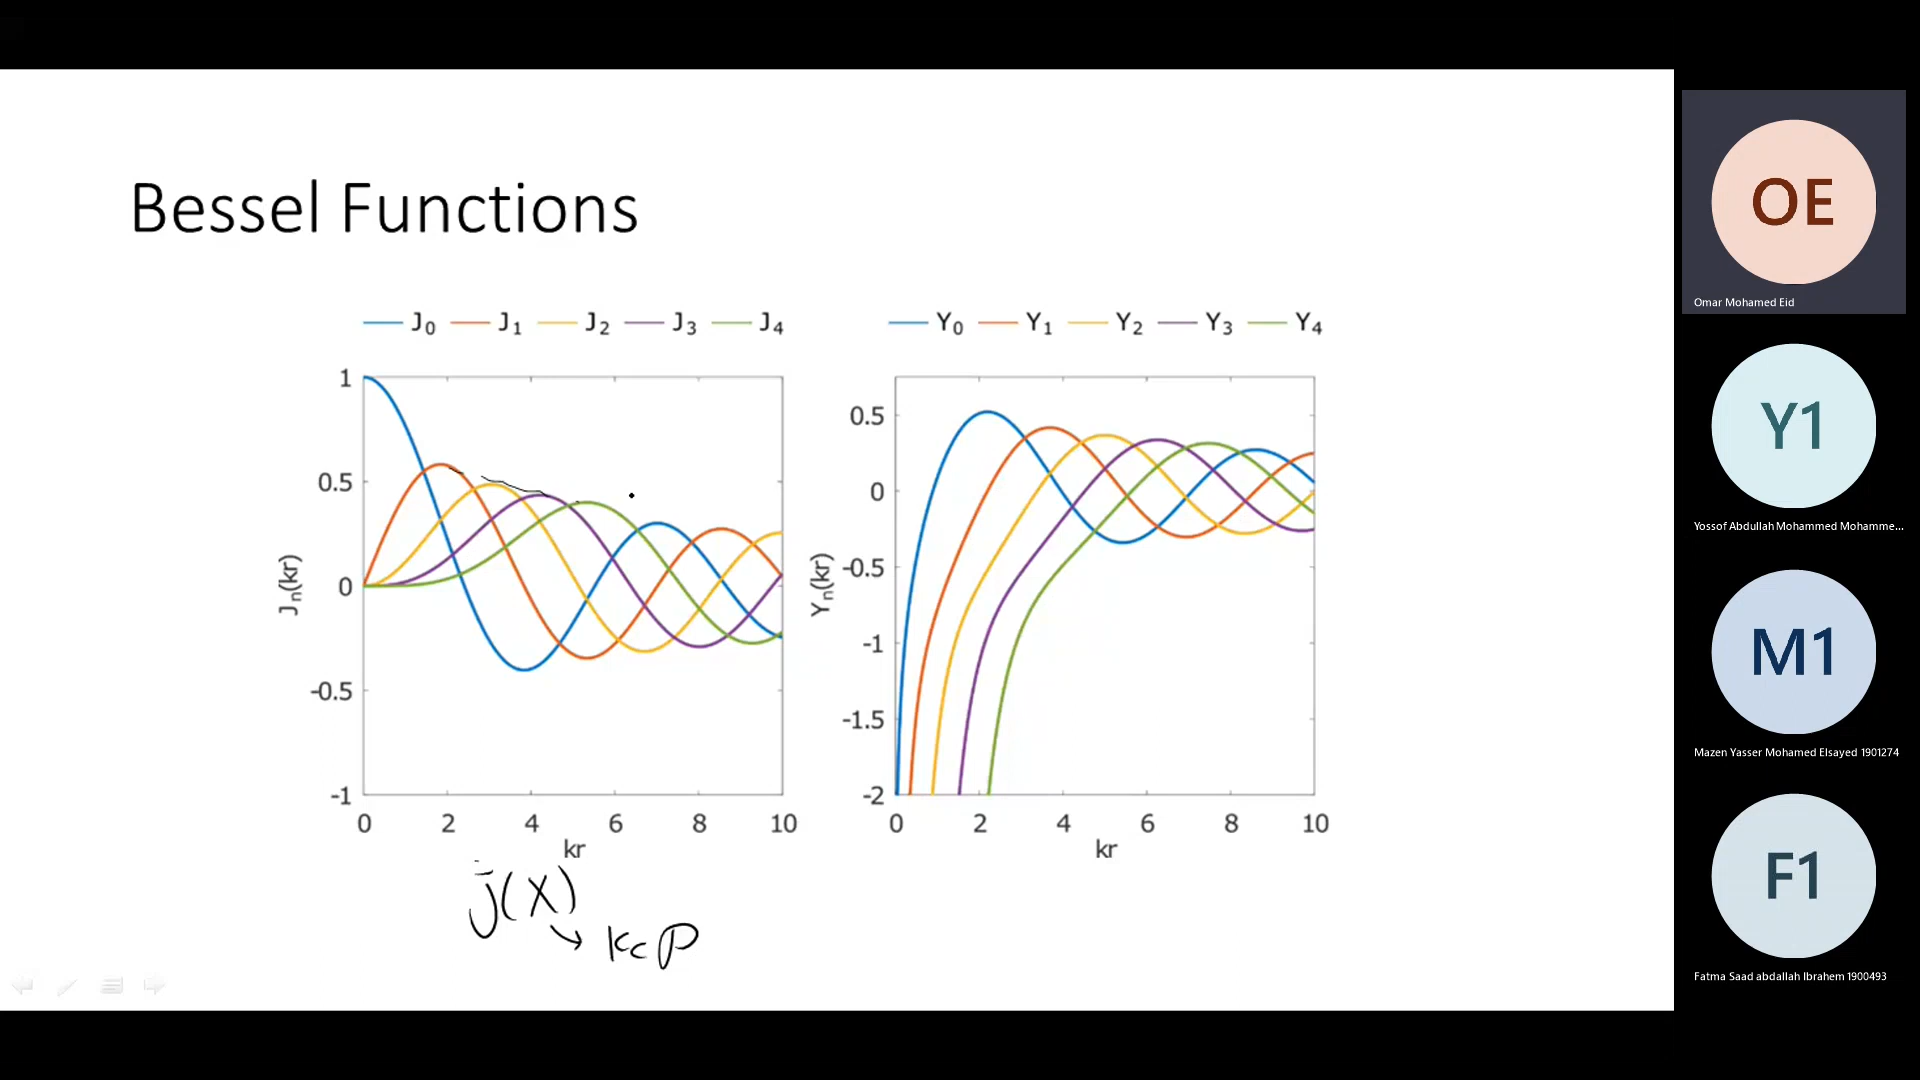 Bessel Functions
J0 J1 J2 J3 J4
1
0.5
0
-0.5
-1
Jn(kr)
0 2 4 6 8 10
kr
Y0 Y1 Y2 Y3 Y4
0.5
0
-0.5
-1
-1.5
-2
Yn(kr)
0 2 4 6 8 10
kr
J(X)
Kcρ
OE
Omar Mohamed Eid
Y1
Yossof Abdullah Mohammed Mohamme...
M1
Mazen Yasser Mohamed Elsayed 1901274
F1
Fatma Saad abdallah Ibrahem 1900493